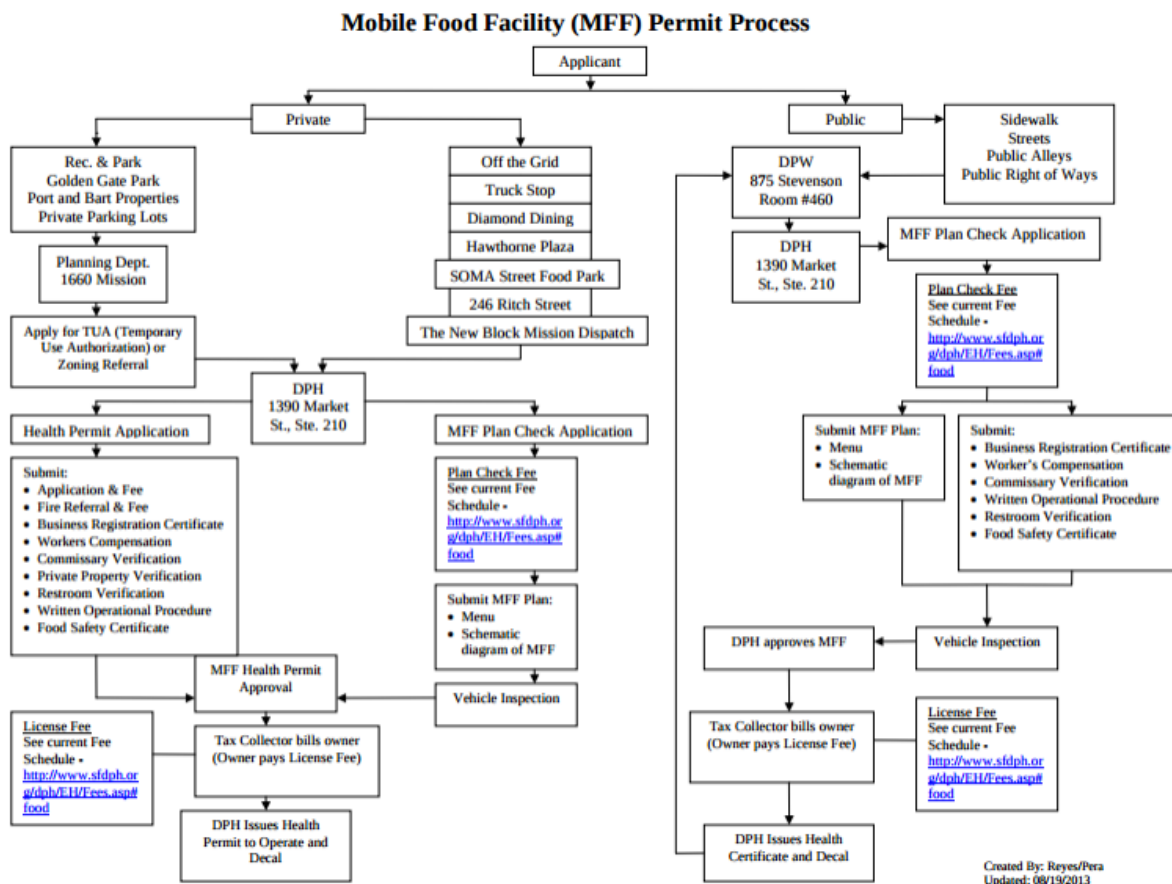 Mobile Food Facility (MFF) Permit Process
Applicant
Private
Rec. & Park
Golden Gate Park
Port and Bart Properties
Private Parking Lots
Planning Dept.
1660 Mission
Apply for TUA (Temporary
Use Authorization) or
Zoning Referral
Off the Grid
Truck Stop
Diamond Dining
Hawthorne Plaza
SOMA Street Food Park
246 Ritch Street
The New Block Mission Dispatch
DPH
1390 Market
St., Ste. 210
Health Permit Application
Submit:
• Application & Fee
• Fire Referral & Fee
• Business Registration Certificate
• Workers Compensation
• Commissary Verification
• Private Property Verification
• Restroom Verification
• Written Operational Procedure
• Food Safety Certificate
MFF Plan Check Application
Plan Check Fee
See current Fee
Schedule -
http://www.sfdph.or
g/dph/EH/Fees.asp#
food
Submit MFF Plan:
• Menu
• Schematic
diagram of MFF
Vehicle Inspection
MFF Health Permit
Approval
License Fee
See current Fee
Schedule -
http://www.sfdph.or
g/dph/EH/Fees.asp#
food
Tax Collector bills owner
(Owner pays License Fee)
DPH Issues Health
Permit to Operate and
Decal
Public
Sidewalk
Streets
Public Alleys
Public Right of Ways
DPW
875 Stevenson
Room #460
DPH
1390 Market
St., Ste. 210
MFF Plan Check Application
Plan Check Fee
See current Fee
Schedule -
http://www.sfdph.or
g/dph/EH/Fees.asp#
food
Submit MFF Plan:
• Menu
• Schematic
diagram of MFF
Submit:
• Business Registration Certificate
• Worker's Compensation
• Commissary Verification
• Written Operational Procedure
• Restroom Verification
• Food Safety Certificate
Vehicle Inspection
DPH approves MFF
Tax Collector bills owner
(Owner pays License Fee)
License Fee
See current Fee
Schedule -
http://www.sfdph.or
g/dph/EH/Fees.asp#
food
DPH Issues Health
Certificate and Decal
Created By: Reyes/Pera
Updated: 08/19/2013